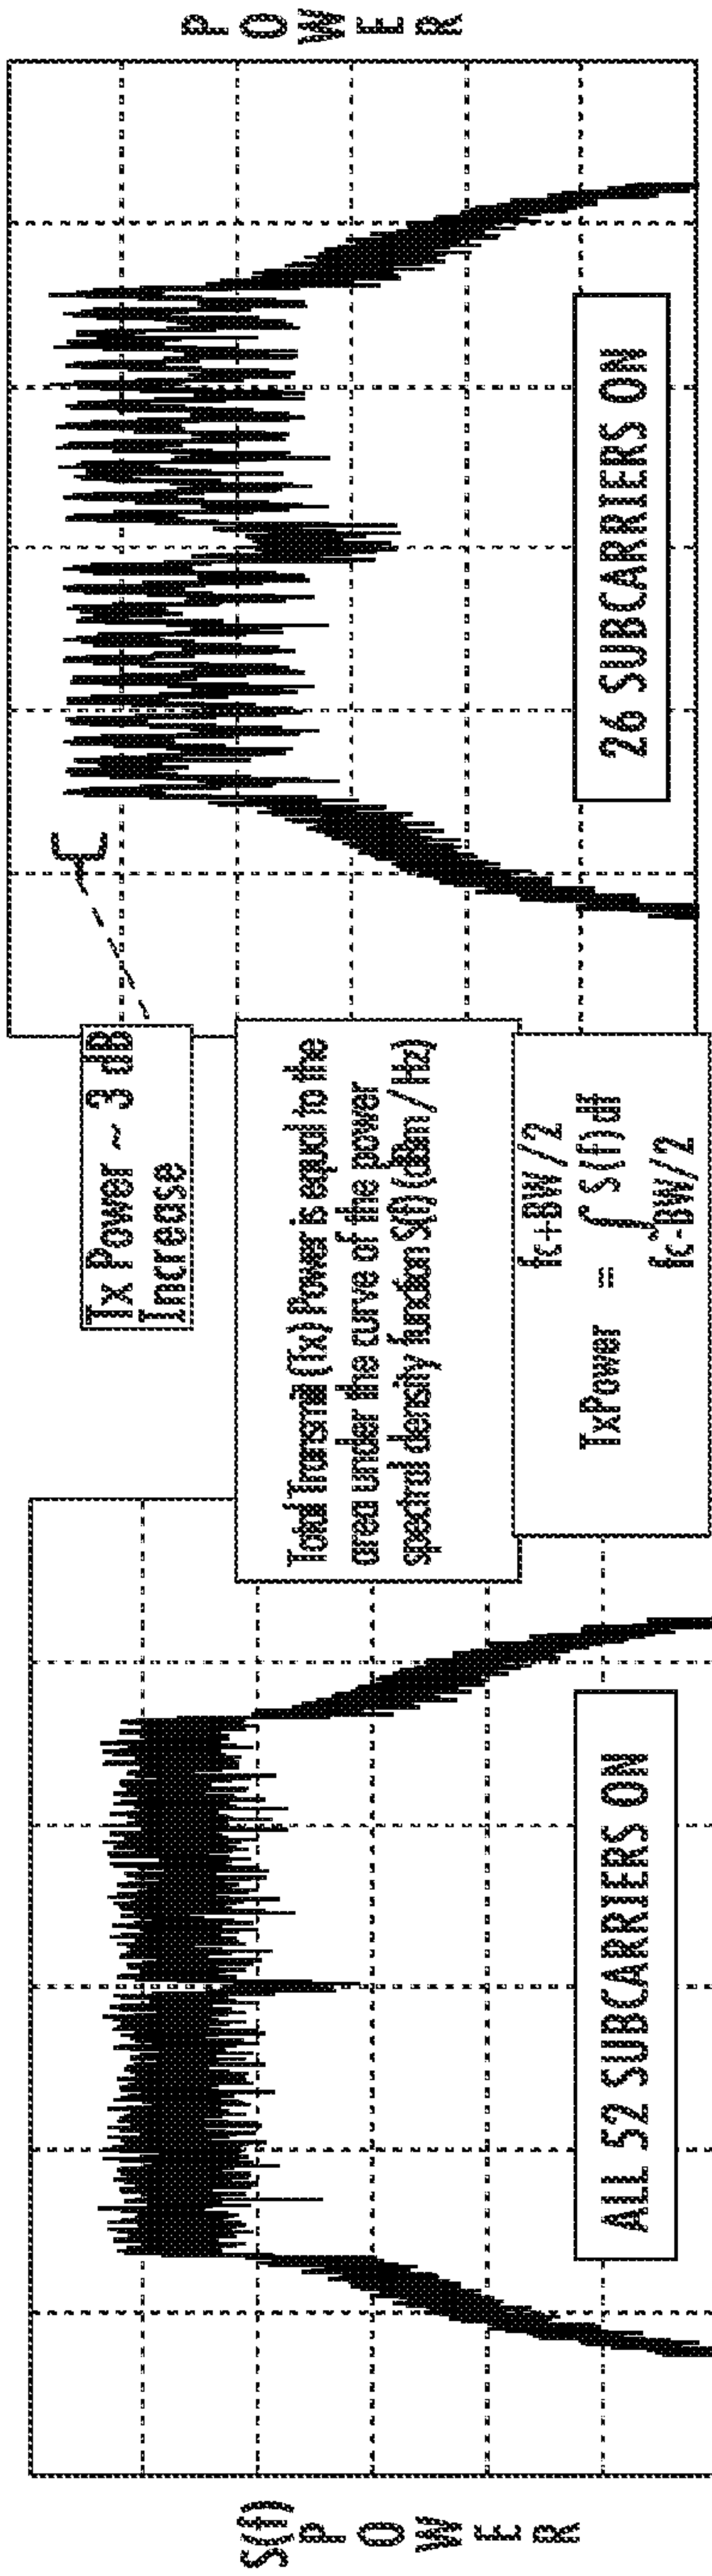 S(f)
POWER
ALL 52 SUBCARRIERS ON
Tx Power ~ 3 dB
Increase
Total Transmit (Tx) Power is equal to the
area under the curve of the power
spectral density function S(f) (dBm/Hz)
fc+BW/2
TxPower = ∫ S(f) df
fc-BW/2
26 SUBCARRIERS ON
POWER